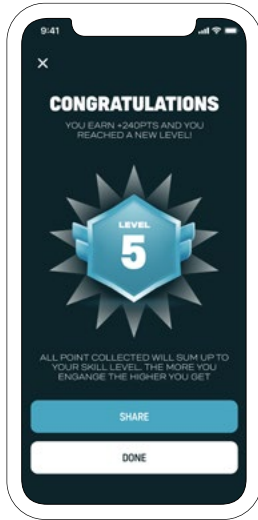 9:41
CONGRATULATIONS
YOU EARN +240PTS AND YOU
REACHED A NEW LEVEL!
LEVEL
5
ALL POINT COLLECTED WILL SUM UP TO
YOUR SKILL LEVEL. THE MORE YOU
ENGANGE THE HIGHER YOU GET
SHARE
DONE